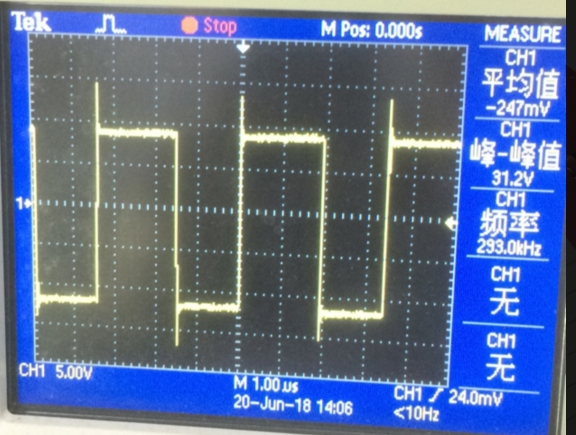 Tek Stop M Pos: 0.000s MEASURE
CH1
平均值
-247mV
CH1
峰-峰值
31.2V
CH1
频率
293.0kHz
CH1
无
CH1
无
1
CH1 5.00V M 1.00us CH1 24.0mV
20-Jun-18 14:06 <10Hz